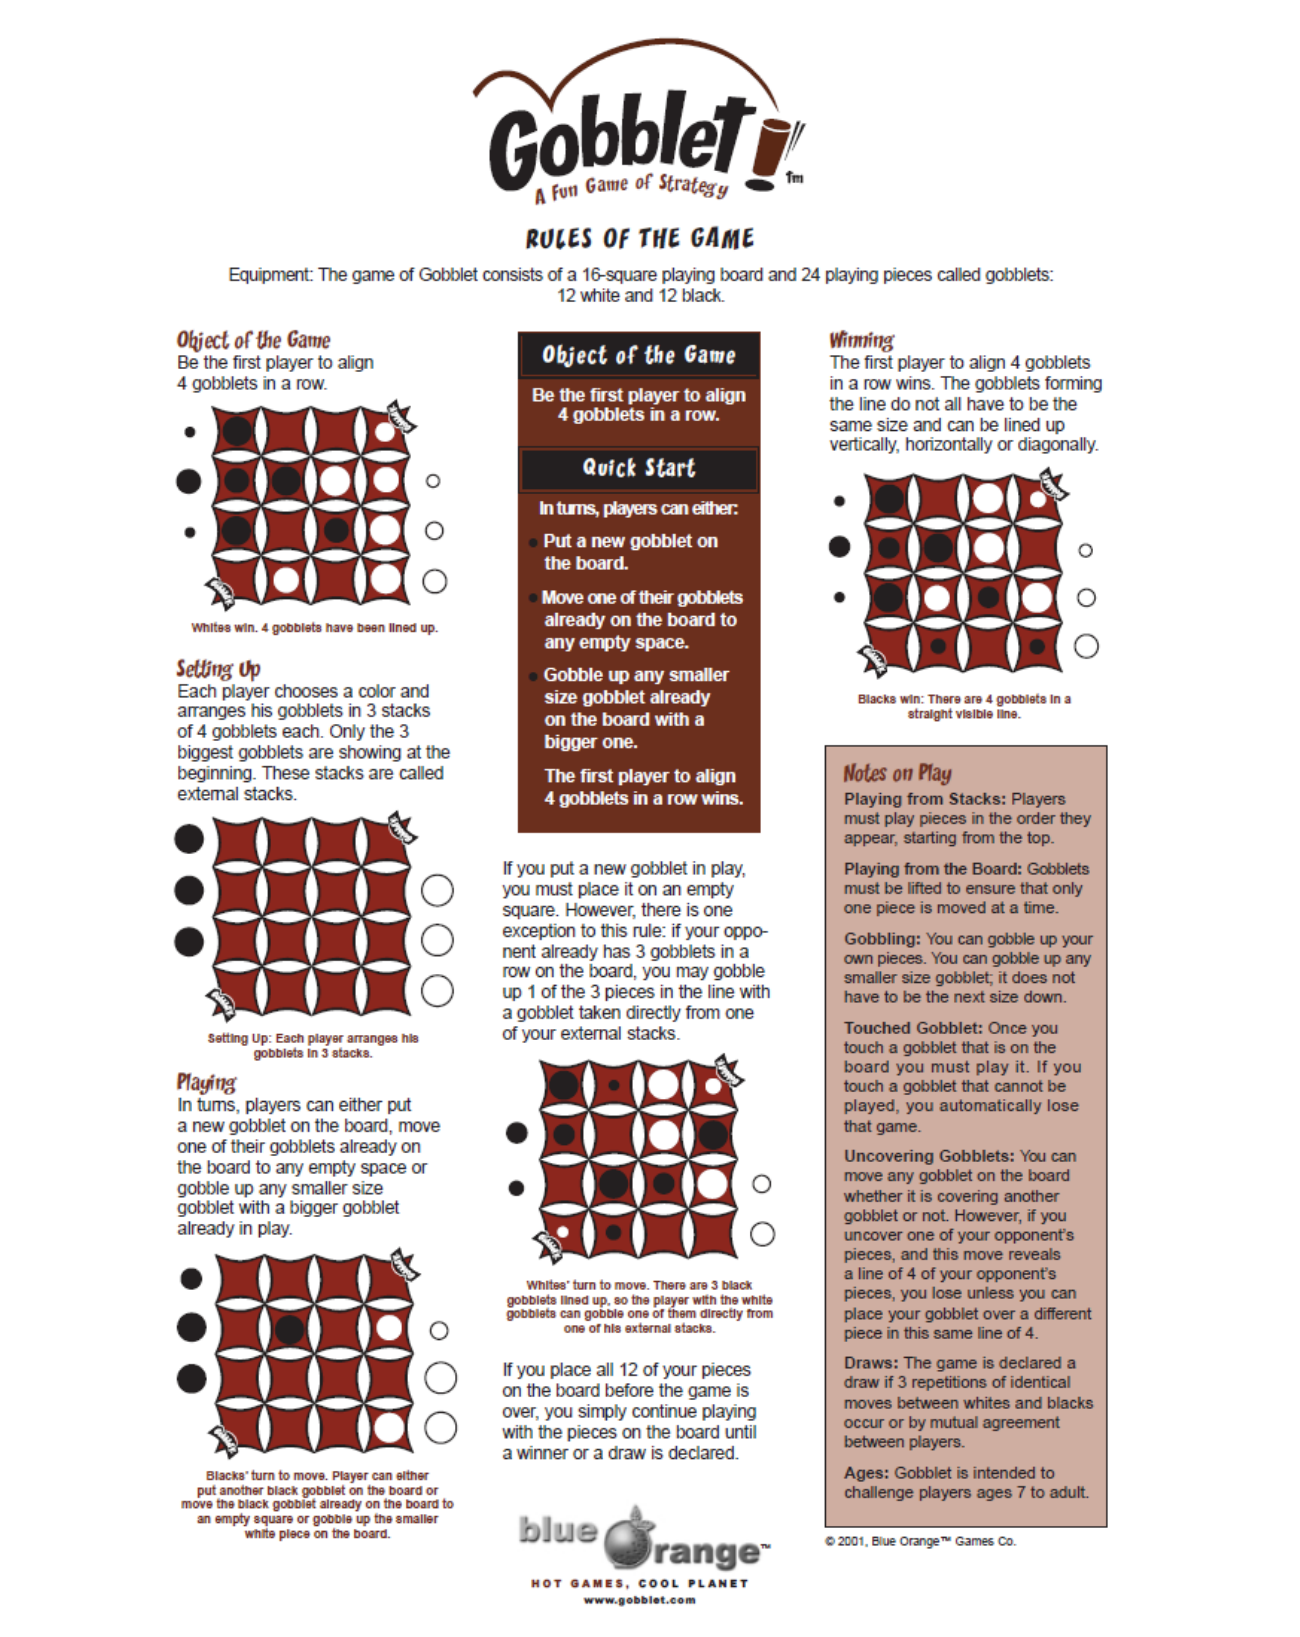 Gobblet!™
A Fun Game of Strategy
RULES OF THE GAME
Equipment: The game of Gobblet consists of a 16-square playing board and 24 playing pieces called gobblets:
12 white and 12 black.
Object of the Game
Be the first player to align
4 gobblets in a row.
Whites win. 4 gobblets have been lined up.
Setting Up
Each player chooses a color and
arranges his gobblets in 3 stacks
of 4 gobblets each. Only the 3
biggest gobblets are showing at the
beginning. These stacks are called
external stacks.
Setting Up: Each player arranges his
gobblets in 3 stacks.
Playing
In turns, players can either put
a new gobblet on the board, move
one of their gobblets already on
the board to any empty space or
gobble up any smaller size
gobblet with a bigger gobblet
already in play.
Blacks' turn to move. Player can either
put another black gobblet on the board or
move the black gobblet already on the board to
an empty square or gobble up the smaller
white piece on the board.
Object of the Game
Be the first player to align
4 gobblets in a row.
Quick Start
In turns, players can either:
Put a new gobblet on
the board.
Move one of their gobblets
already on the board to
any empty space.
Gobble up any smaller
size gobblet already
on the board with a
bigger one.
The first player to align
4 gobblets in a row wins.
If you put a new gobblet in play,
you must place it on an empty
square. However, there is one
exception to this rule: if your oppo-
nent already has 3 gobblets in a
row on the board, you may gobble
up 1 of the 3 pieces in the line with
a gobblet taken directly from one
of your external stacks.
Whites' turn to move. There are 3 black
gobblets lined up, so the player with the white
gobblets can gobble one of them directly from
one of his external stacks.
If you place all 12 of your pieces
on the board before the game is
over, you simply continue playing
with the pieces on the board until
a winner or a draw is declared.
blue Orange™
HOT GAMES, COOL PLANET
www.gobblet.com
Winning
The first player to align 4 gobblets
in a row wins. The gobblets forming
the line do not all have to be the
same size and can be lined up
vertically, horizontally or diagonally.
Blacks win: There are 4 gobblets in a
straight visible line.
Notes on Play
Playing from Stacks: Players
must play pieces in the order they
appear, starting from the top.
Playing from the Board: Gobblets
must be lifted to ensure that only
one piece is moved at a time.
Gobbling: You can gobble up your
own pieces. You can gobble up any
smaller size gobblet; it does not
have to be the next size down.
Touched Gobblet: Once you
touch a gobblet that is on the
board you must play it. If you
touch a gobblet that cannot be
played, you automatically lose
that game.
Uncovering Gobblets: You can
move any gobblet on the board
whether it is covering another
gobblet or not. However, if you
uncover one of your opponent's
pieces, and this move reveals
a line of 4 of your opponent's
pieces, you lose unless you can
place your gobblet over a different
piece in this same line of 4.
Draws: The game is declared a
draw if 3 repetitions of identical
moves between whites and blacks
occur or by mutual agreement
between players.
Ages: Gobblet is intended to
challenge players ages 7 to adult.
© 2001, Blue Orange™ Games Co.